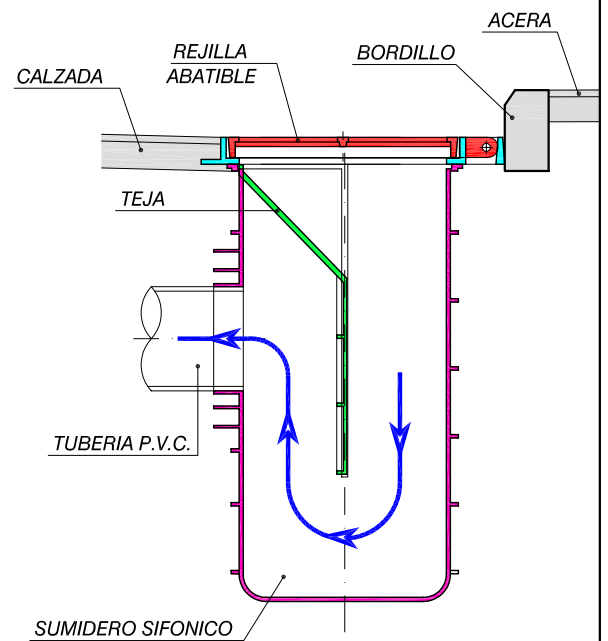 ACERA
REJILLA
ABATIBLE
BORDILLO
CALZADA
TEJA
TUBERIA P.V.C.
SUMIDERO SIFONICO